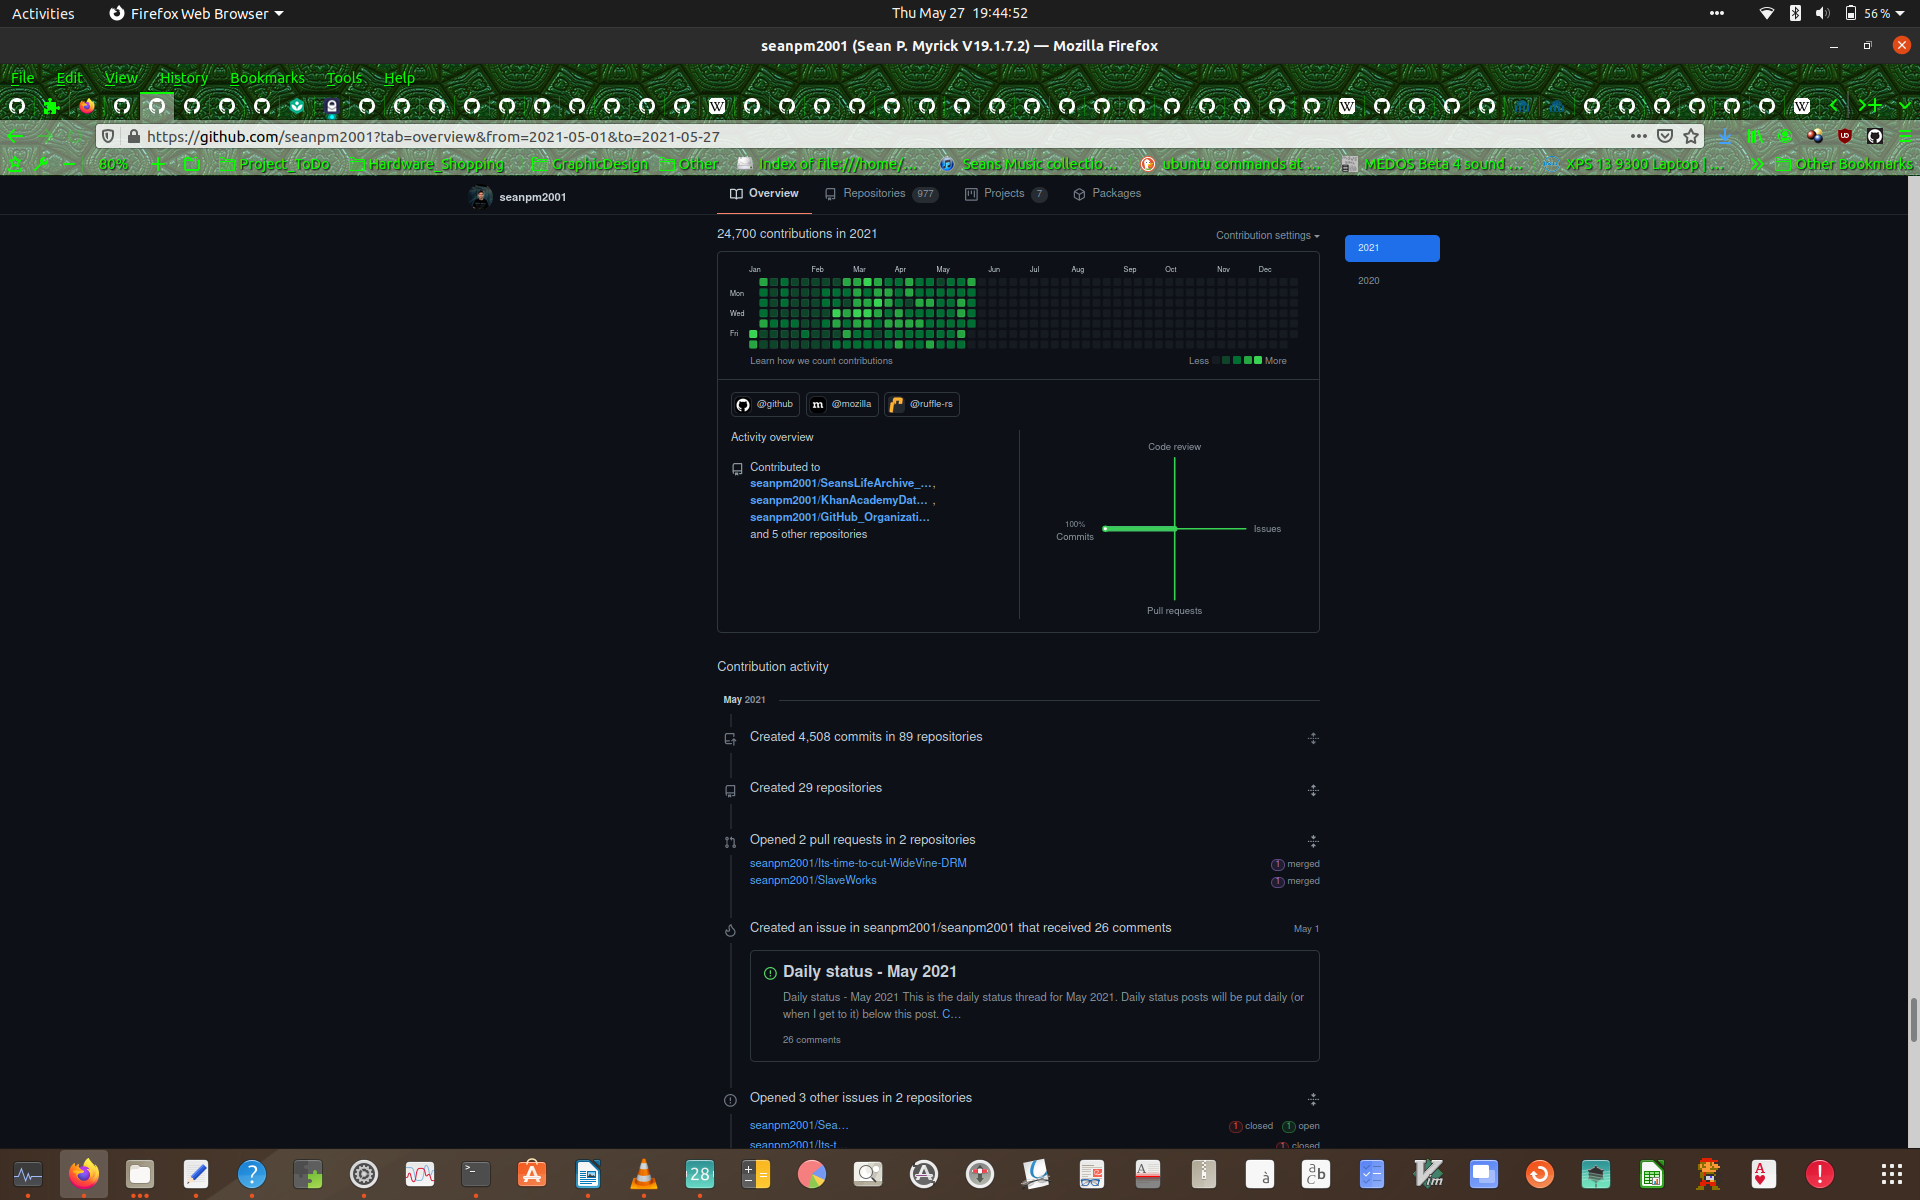 Activities Firefox Web Browser Thu May 27 19:44:52 56 %
seanpm2001 (Sean P. Myrick V19.1.7.2) — Mozilla Firefox
File Edit View History Bookmarks Tools Help
https://github.com/seanpm2001?tab=overview&from=2021-05-01&to=2021-05-27
80% Project_ToDo Hardware_Shopping GraphicDesign Other Index of file:///home/… Seans Music collectio… ubuntu commands at … MEDOS Beta 4 sound … XPS 13 9300 Laptop | … Other Bookmarks
seanpm2001 Overview Repositories 977 Projects 7 Packages
24,700 contributions in 2021 Contribution settings 2021
2020
Jan Feb Mar Apr May Jun Jul Aug Sep Oct Nov Dec
Mon
Wed
Fri
Learn how we count contributions Less More
@github @mozilla @ruffle-rs
Activity overview
Contributed to
seanpm2001/SeansLifeArchive_…,
seanpm2001/KhanAcademyDat… ,
seanpm2001/GitHub_Organizati…
and 5 other repositories
Code review
100%
Commits
Issues
Pull requests
Contribution activity
May 2021
Created 4,508 commits in 89 repositories
Created 29 repositories
Opened 2 pull requests in 2 repositories
seanpm2001/Its-time-to-cut-WideVine-DRM 1 merged
seanpm2001/SlaveWorks 1 merged
Created an issue in seanpm2001/seanpm2001 that received 26 comments May 1
Daily status - May 2021
Daily status - May 2021 This is the daily status thread for May 2021. Daily status posts will be put daily (or
when I get to it) below this post. C…
26 comments
Opened 3 other issues in 2 repositories
seanpm2001/Sea… 1 closed 1 open
seanpm2001/Its-t… 1 closed
28